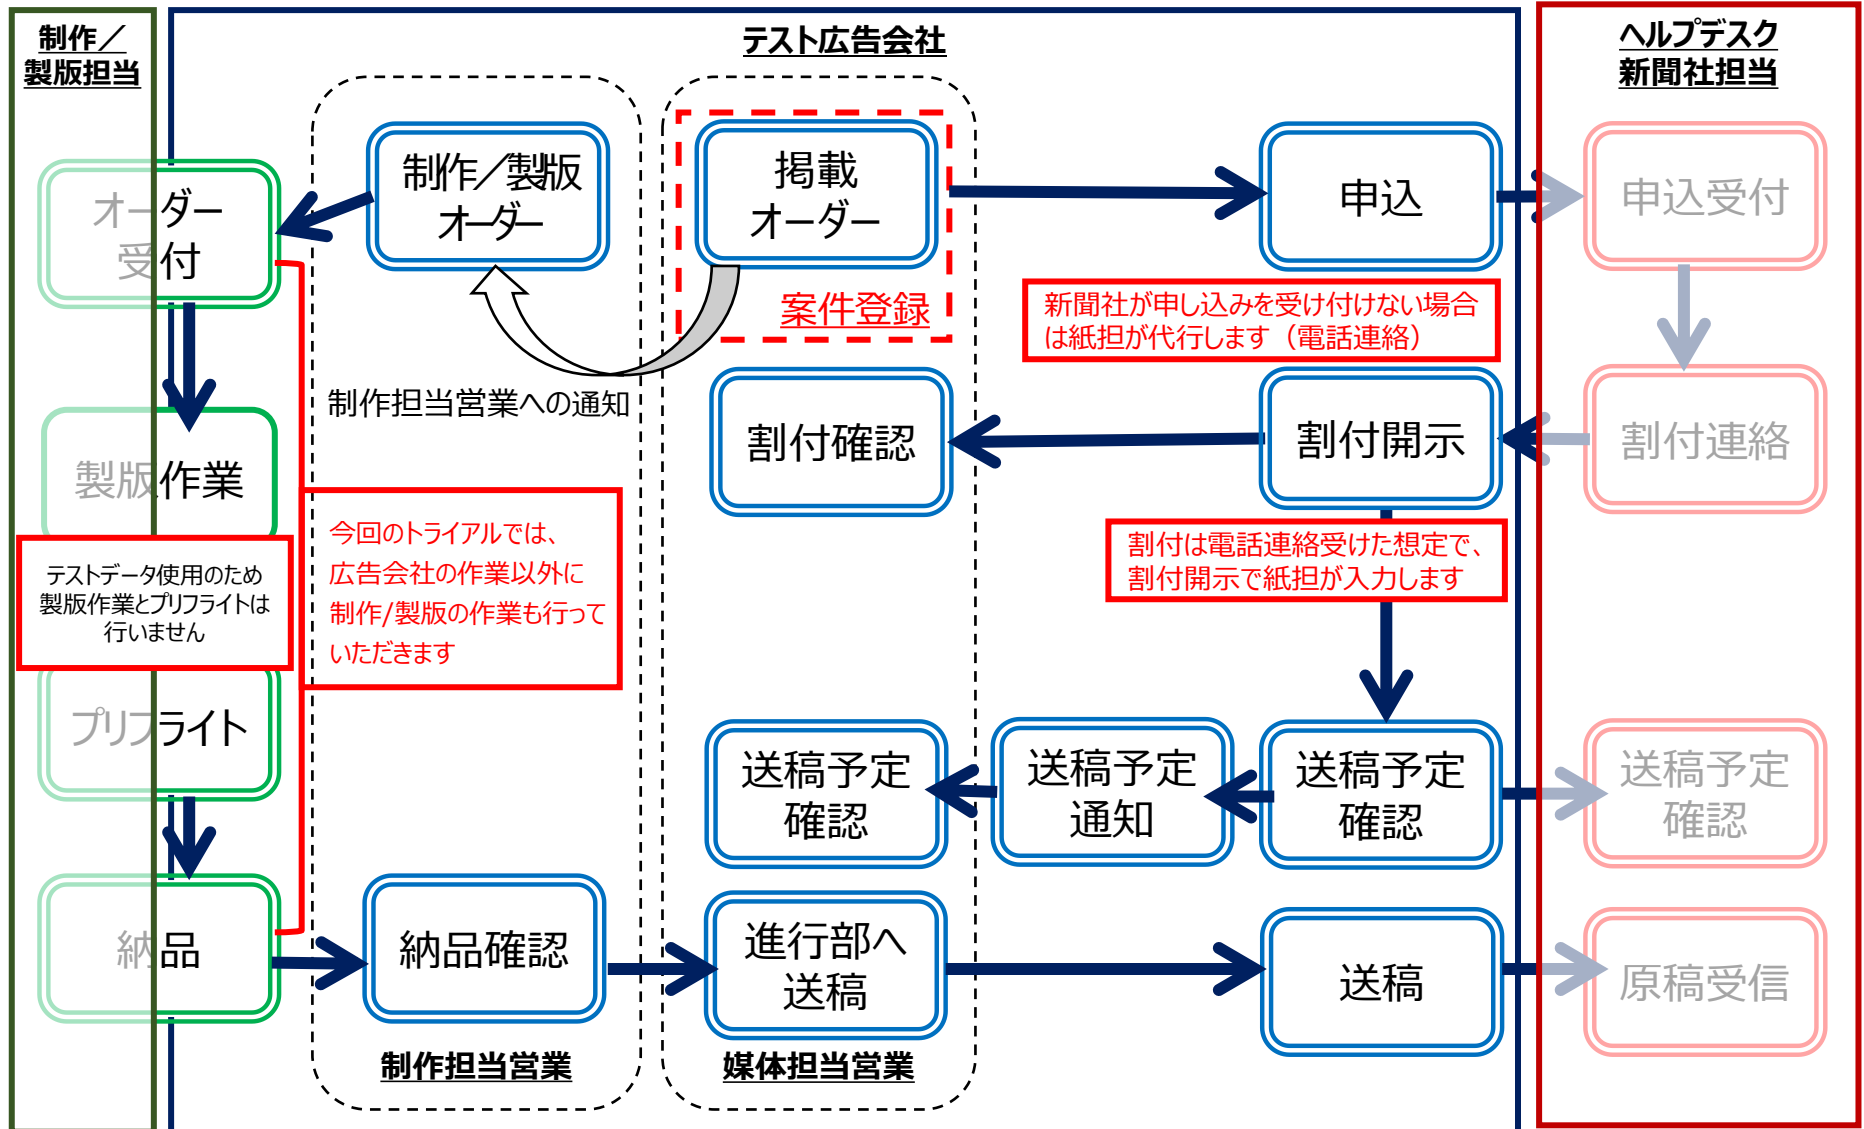 制作／
製版担当
テスト広告会社
ヘルプデスク
新聞社担当
制作／製版
オーダー
掲載
オーダー
申込
申込受付
オーダー
受付
案件登録
新聞社が申し込みを受け付けない場合
は紙担が代行します（電話連絡）
制作担当営業への通知
割付確認
割付開示
割付連絡
製版作業
今回のトライアルでは、
広告会社の作業以外に
制作/製版の作業も行って
いただきます
割付は電話連絡受けた想定で、
割付開示で紙担が入力します
テストデータ使用のため
製版作業とプリフライトは
行いません
プリフライト
送稿予定
確認
送稿予定
通知
送稿予定
確認
送稿予定
確認
納品
納品確認
進行部へ
送稿
送稿
原稿受信
制作担当営業
媒体担当営業